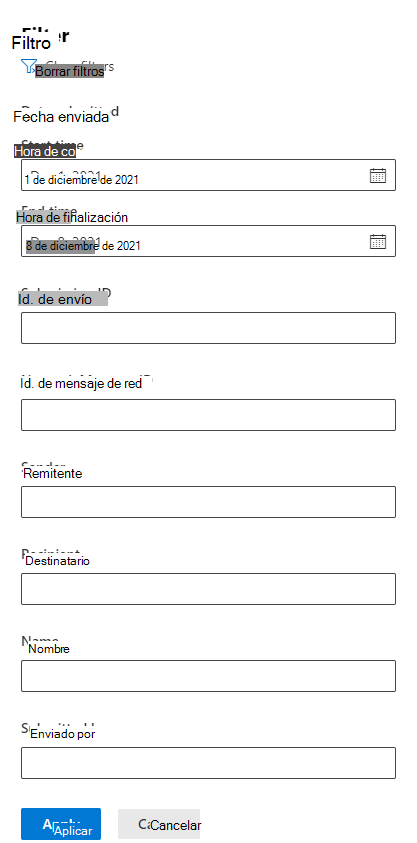 Filtro
Borrar filtros
Fecha enviada
Hora de co
1 de diciembre de 2021
Hora de finalización
8 de diciembre de 2021
Id. de envío
Id. de mensaje de red
Remitente
Destinatario
Nombre
Enviado por
Aplicar
Cancelar